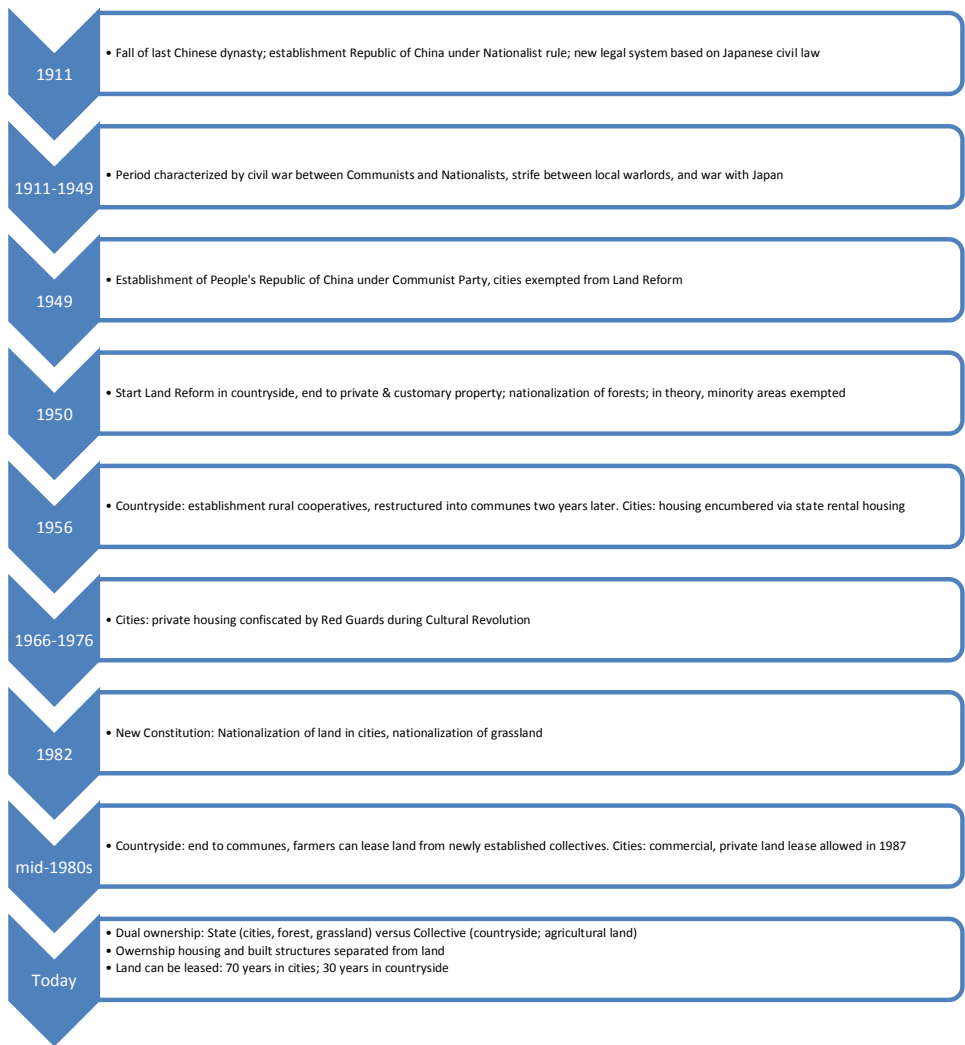 1911
• Fall of last Chinese dynasty; establishment Republic of China under Nationalist rule; new legal system based on Japanese civil law
1911-1949
• Period characterized by civil war between Communists and Nationalists, strife between local warlords, and war with Japan
1949
• Establishment of People's Republic of China under Communist Party, cities exempted from Land Reform
1950
• Start Land Reform in countryside, end to private & customary property; nationalization of forests; in theory, minority areas exempted
1956
• Countryside: establishment rural cooperatives, restructured into communes two years later. Cities: housing encumbered via state rental housing
1966-1976
• Cities: private housing confiscated by Red Guards during Cultural Revolution
1982
• New Constitution: Nationalization of land in cities, nationalization of grassland
mid-1980s
• Countryside: end to communes, farmers can lease land from newly established collectives. Cities: commercial, private land lease allowed in 1987
Today
• Dual ownership: State (cities, forest, grassland) versus Collective (countryside; agricultural land)
• Owernship housing and built structures separated from land
• Land can be leased: 70 years in cities; 30 years in countryside